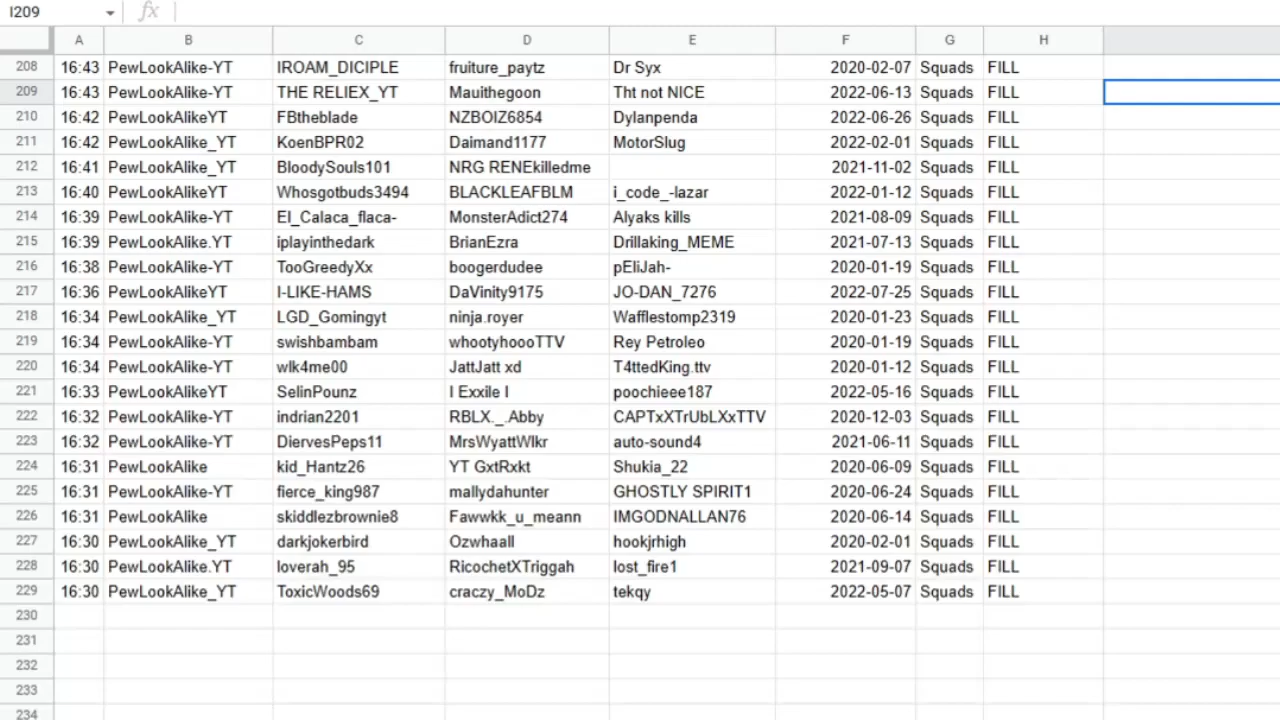 I209 fx
A B C D E F G H
208 16:43 PewLookAlike-YT IROAM_DICIPLE fruiture_paytz Dr Syx 2020-02-07 Squads FILL
209 16:43 PewLookAlike-YT THE RELIEX_YT Mauithegoon Tht not NICE 2022-06-13 Squads FILL
210 16:42 PewLookAlike-YT FBtheblade NZBOIZ6854 Dylanpenda 2022-06-26 Squads FILL
211 16:42 PewLookAlike_YT KoenBPR02 Daimand1177 MotorSlug 2022-02-01 Squads FILL
212 16:41 PewLookAlike-YT BloodySouls101 NRG RENEkilledme 2021-11-02 Squads FILL
213 16:40 PewLookAlikeYT Whosgotbuds3494 BLACKLEAFBLM i_code_-lazar 2022-01-12 Squads FILL
214 16:39 PewLookAlike-YT El_Calaca_flaca- MonsterAdict274 Alyaks kills 2021-08-09 Squads FILL
215 16:39 PewLookAlike.YT iplayinthedark BrianEzra Drillaking_MEME 2021-07-13 Squads FILL
216 16:38 PewLookAlike-YT TooGreedyXx boogerdudee pEliJah- 2020-01-19 Squads FILL
217 16:36 PewLookAlikeYT I-LIKE-HAMS DaVinity9175 JO-DAN_7276 2022-07-25 Squads FILL
218 16:34 PewLookAlike_YT LGD_Gomingyt ninja.royer Wafflestomp2319 2020-01-23 Squads FILL
219 16:34 PewLookAlike-YT swishbambam whootyhoooTTV Rey Petroleo 2020-01-19 Squads FILL
220 16:34 PewLookAlike-YT wlk4me00 JattJatt xd T4ttedKing.ttv 2020-01-12 Squads FILL
221 16:33 PewLookAlikeYT SelinPounz I Exxile I poochieee187 2022-05-16 Squads FILL
222 16:32 PewLookAlike-YT indrian2201 RBLX._.Abby CAPTxXTrUbLXxTTV 2020-12-03 Squads FILL
223 16:32 PewLookAlike-YT DiervesPeps11 MrsWyattWlkr auto-sound4 2021-06-11 Squads FILL
224 16:31 PewLookAlike kid_Hantz26 YT GxtRxkt Shukia_22 2020-06-09 Squads FILL
225 16:31 PewLookAlike-YT fierce_king987 mallydahunter GHOSTLY SPIRIT1 2020-06-24 Squads FILL
226 16:31 PewLookAlike skiddlezbrownie8 Fawwkk_u_meann IMGODNALLAN76 2020-06-14 Squads FILL
227 16:30 PewLookAlike_YT darkjokerbird Ozwhaall hookjrhigh 2020-02-01 Squads FILL
228 16:30 PewLookAlike.YT loverah_95 RicochetXTriggah lost_fire1 2021-09-07 Squads FILL
229 16:30 PewLookAlike_YT ToxicWoods69 craczy_MoDz tekqy 2022-05-07 Squads FILL
230
231
232
233
234